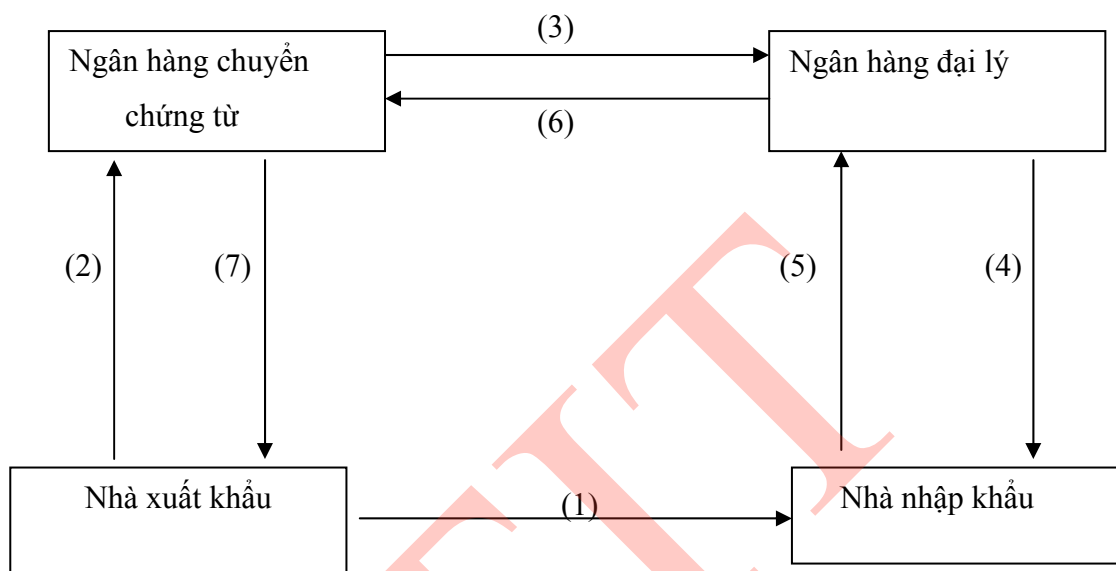 (3)
Ngân hàng chuyển
chứng từ
Ngân hàng đại lý
(6)
(2)
(7)
(5)
(4)
Nhà xuất khẩu
(1)
Nhà nhập khẩu